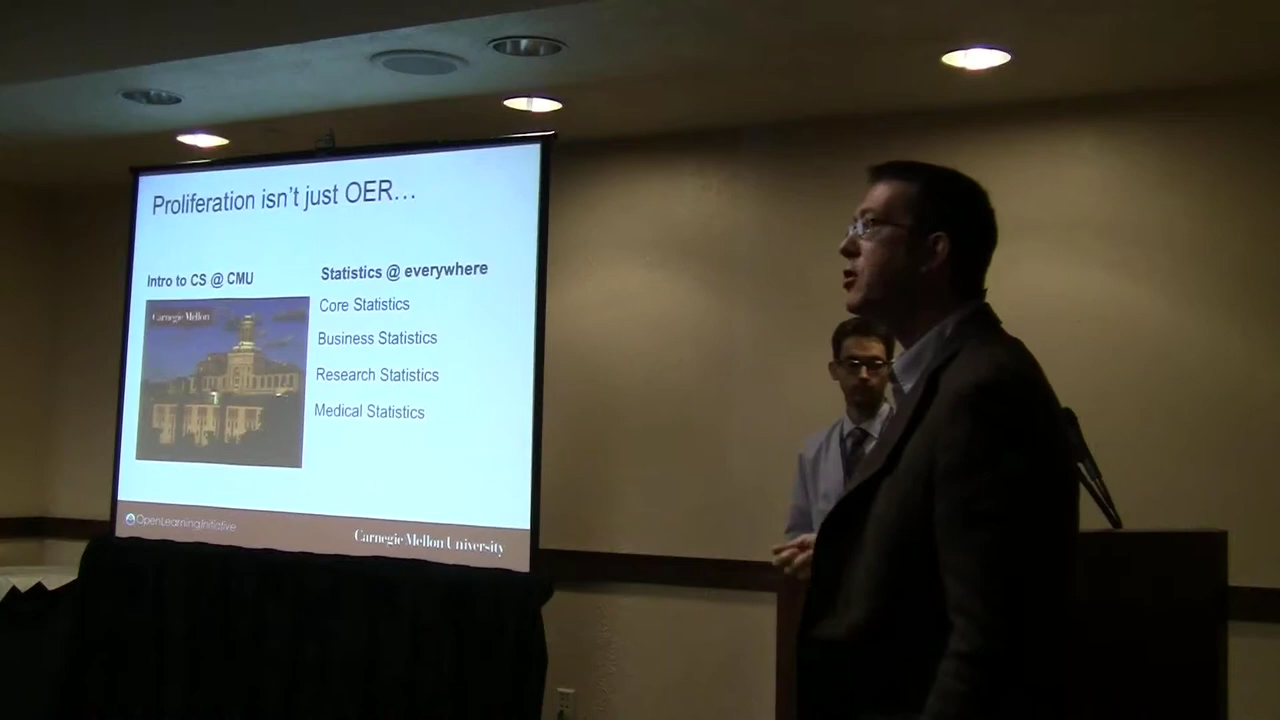 Proliferation isn't just OER...
Intro to CS @ CMU
Carnegie Mellon
Statistics @ everywhere
Core Statistics
Business Statistics
Research Statistics
Medical Statistics
OpenLearningInitiative
Carnegie Mellon University